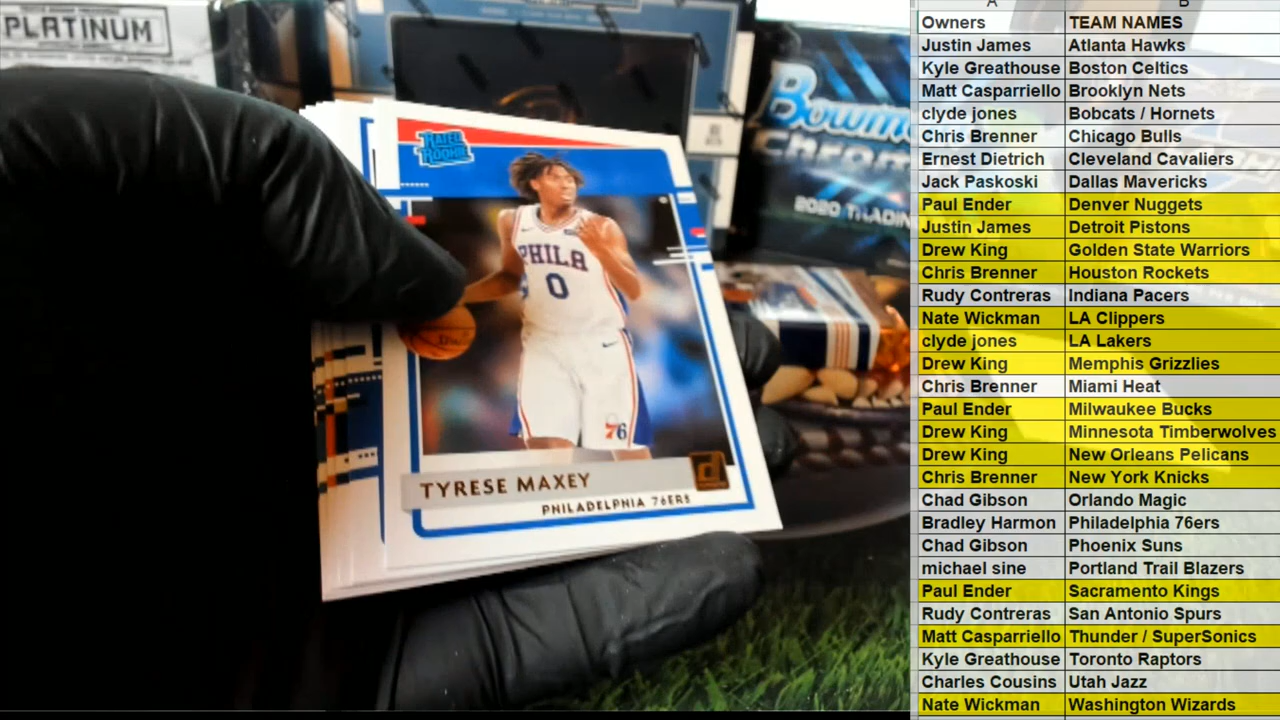 PLATINUM
Bowm
Chrom
2020 TRADIN
RATED
ROOKIE
PHILA
0
76
TYRESE MAXEY
PHILADELPHIA 76ERS
A B
Owners TEAM NAMES
Justin James Atlanta Hawks
Kyle Greathouse Boston Celtics
Matt Casparriello Brooklyn Nets
clyde jones Bobcats / Hornets
Chris Brenner Chicago Bulls
Ernest Dietrich Cleveland Cavaliers
Jack Paskoski Dallas Mavericks
Paul Ender Denver Nuggets
Justin James Detroit Pistons
Drew King Golden State Warriors
Chris Brenner Houston Rockets
Rudy Contreras Indiana Pacers
Nate Wickman LA Clippers
clyde jones LA Lakers
Drew King Memphis Grizzlies
Chris Brenner Miami Heat
Paul Ender Milwaukee Bucks
Drew King Minnesota Timberwolves
Drew King New Orleans Pelicans
Chris Brenner New York Knicks
Chad Gibson Orlando Magic
Bradley Harmon Philadelphia 76ers
Chad Gibson Phoenix Suns
michael sine Portland Trail Blazers
Paul Ender Sacramento Kings
Rudy Contreras San Antonio Spurs
Matt Casparriello Thunder / SuperSonics
Kyle Greathouse Toronto Raptors
Charles Cousins Utah Jazz
Nate Wickman Washington Wizards